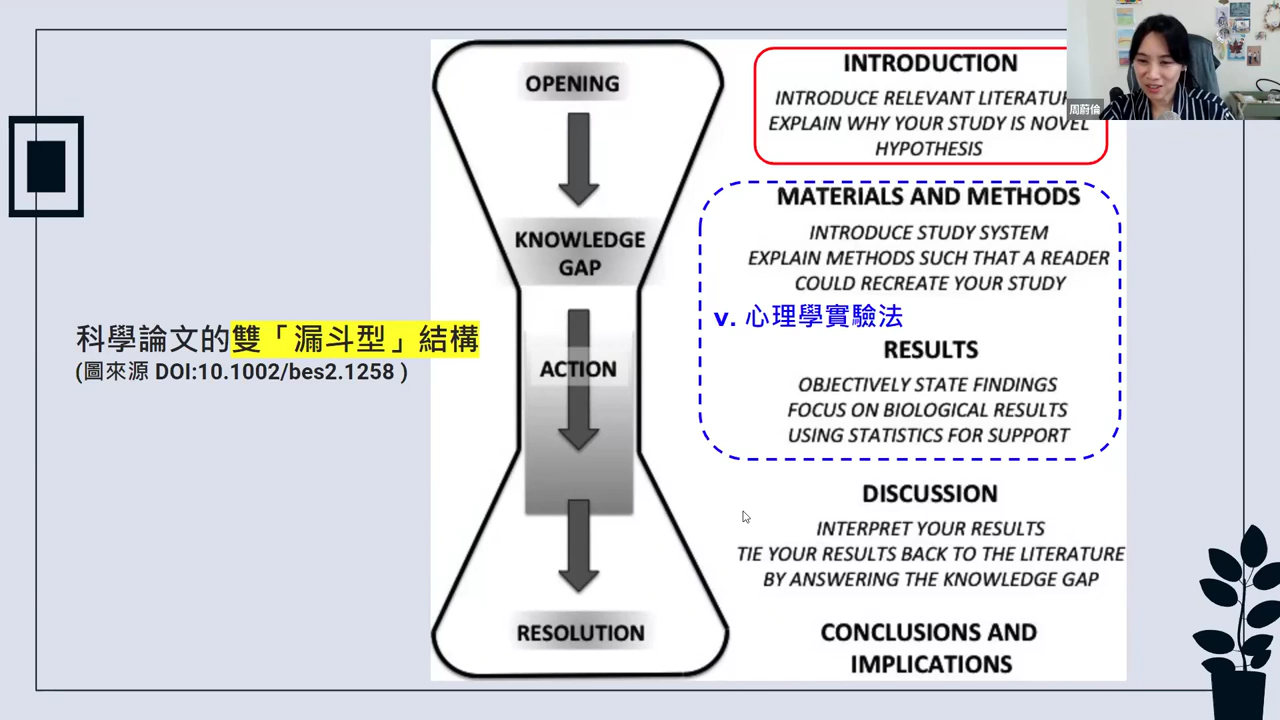 科學論文的雙「漏斗型」結構
(圖來源 DOI:10.1002/bes2.1258 )
OPENING
KNOWLEDGE
GAP
ACTION
RESOLUTION
INTRODUCTION
INTRODUCE RELEVANT
EXPLAIN WHY YOUR STUDY IS NOVEL
HYPOTHESIS
MATERIALS AND METHODS
INTRODUCE STUDY SYSTEM
EXPLAIN METHODS SUCH THAT A READER
COULD RECREATE YOUR STUDY
v. 心理學實驗法
RESULTS
OBJECTIVELY STATE FINDINGS
FOCUS ON BIOLOGICAL RESULTS
USING STATISTICS FOR SUPPORT
DISCUSSION
INTERPRET YOUR RESULTS
TIE YOUR RESULTS BACK TO THE LITERATURE
BY ANSWERING THE KNOWLEDGE GAP
CONCLUSIONS AND
IMPLICATIONS
周蔚倫